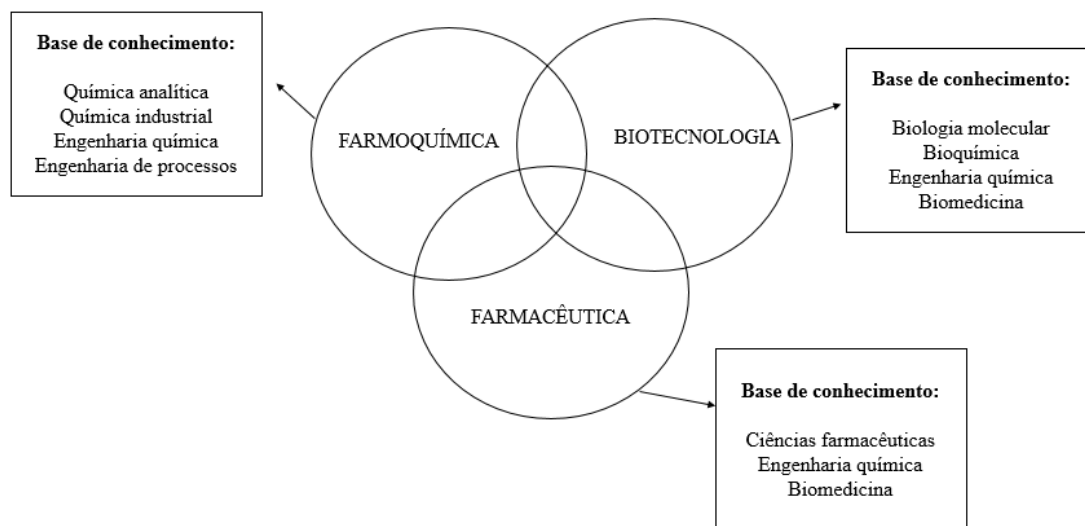 Base de conhecimento:
Química analítica
Química industrial
Engenharia química
Engenharia de processos
FARMOQUÍMICA
BIOTECNOLOGIA
Base de conhecimento:
Biologia molecular
Bioquímica
Engenharia química
Biomedicina
FARMACÊUTICA
Base de conhecimento:
Ciências farmacêuticas
Engenharia química
Biomedicina